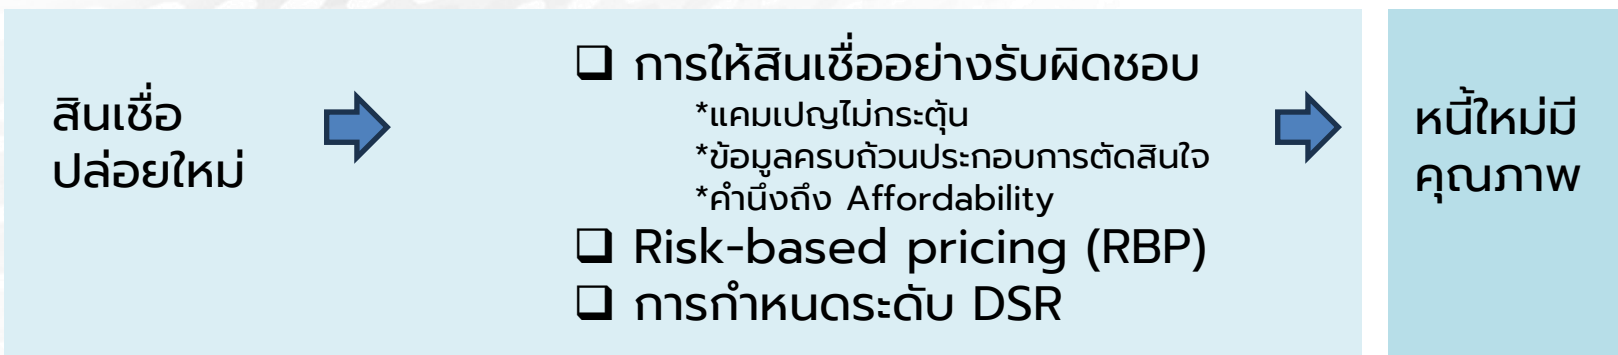 สินเชื่อ
ปล่อยใหม่
❑ การให้สินเชื่ออย่างรับผิดชอบ
*แคมเปญไม่กระตุ้น
*ข้อมูลครบถ้วนประกอบการตัดสินใจ
*คำนึงถึง Affordability
❑ Risk-based pricing (RBP)
❑ การกำหนดระดับ DSR
หนี้ใหม่มี
คุณภาพ